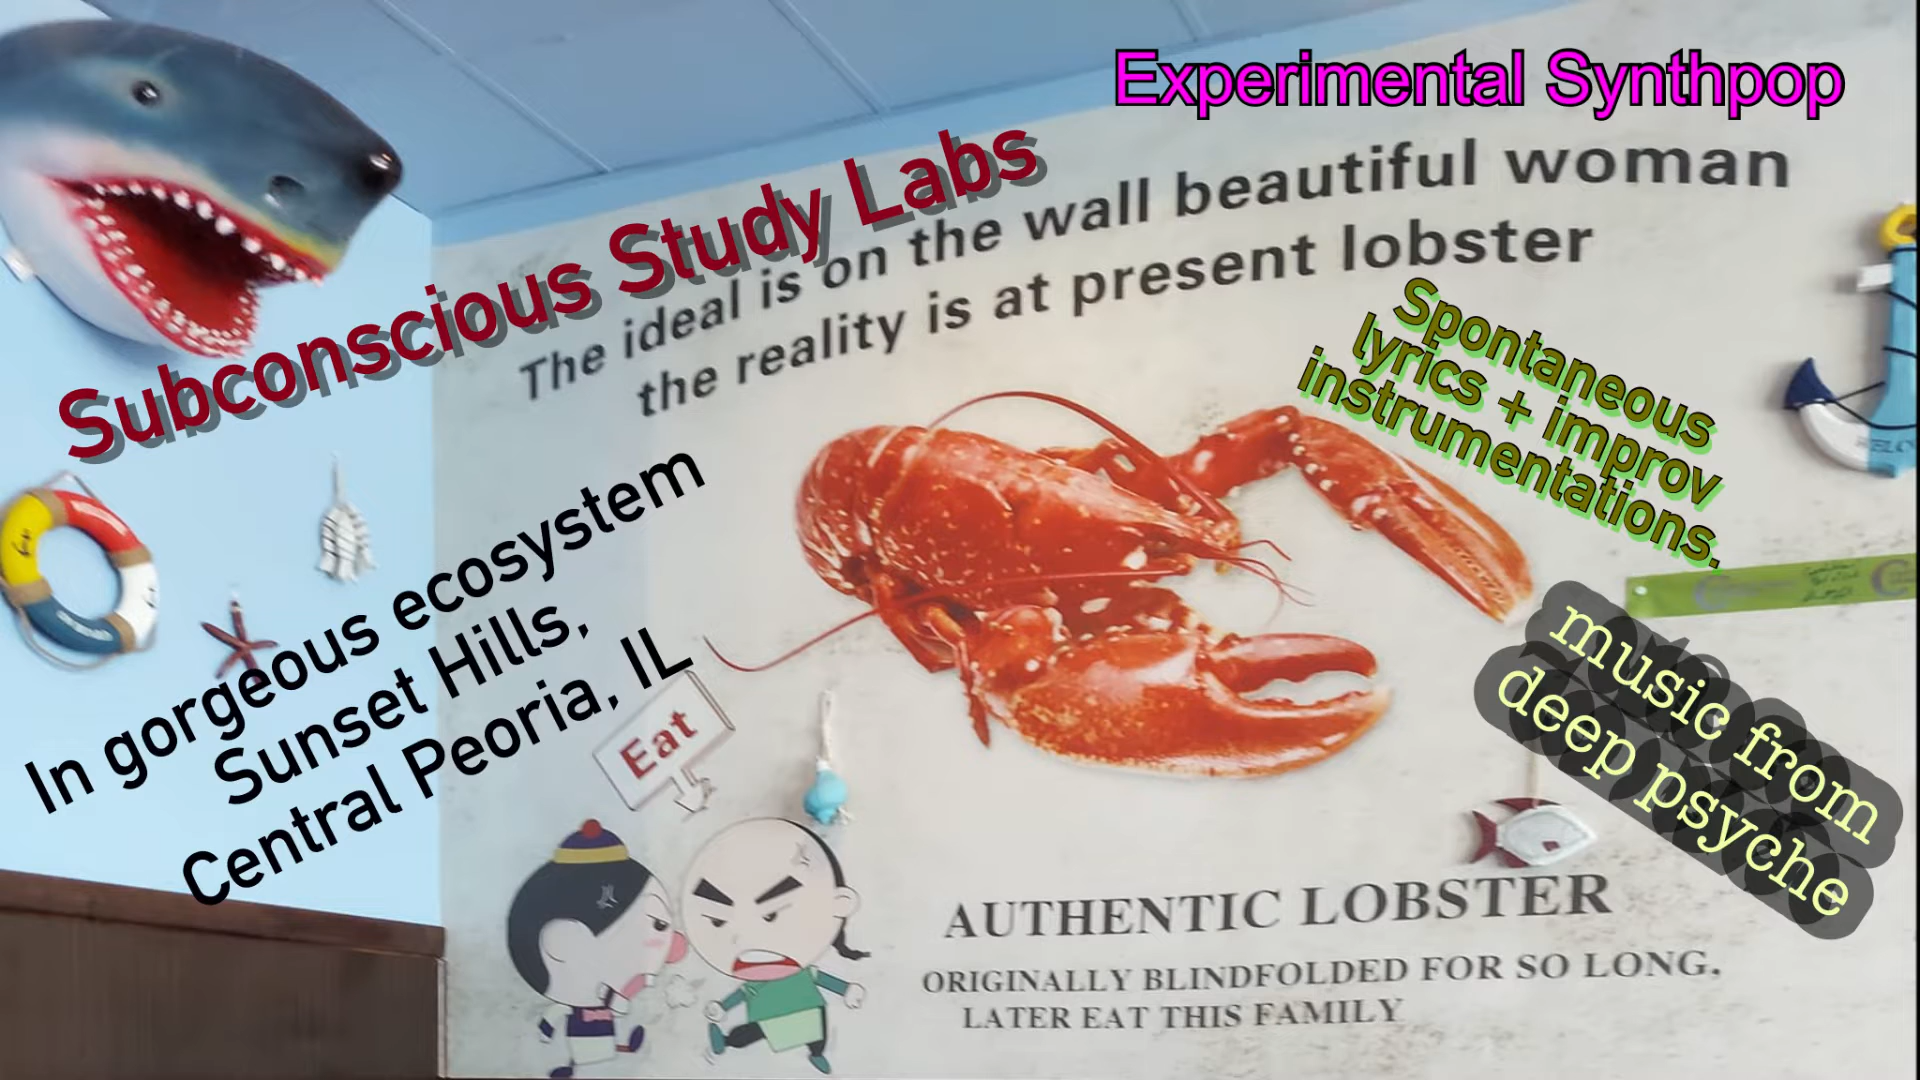 Experimental Synthpop
Subconscious Study Labs
The ideal is on the wall beautiful woman
the reality is at present lobster
Spontaneous
lyrics + improv
instrumentations.
In gorgeous ecosystem
Sunset Hills,
Central Peoria, IL
music from
deep psyche
Eat
AUTHENTIC LOBSTER
ORIGINALLY BLINDFOLDED FOR SO LONG.
LATER EAT THIS FAMILY